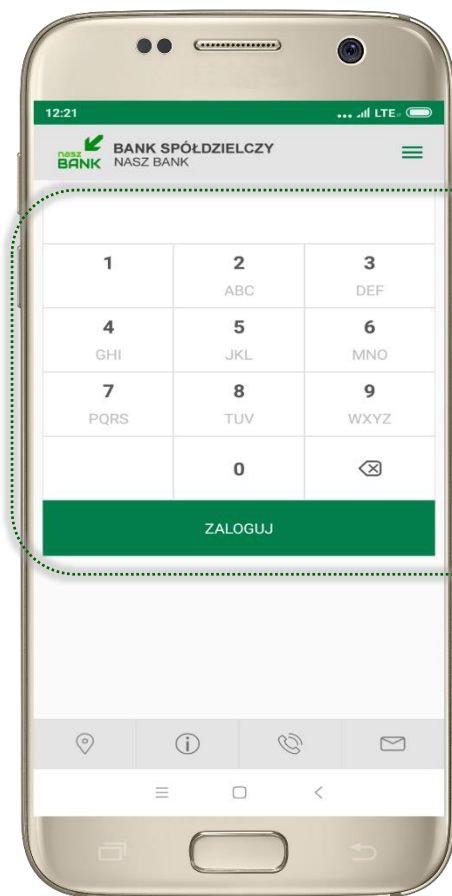 12:21 ... LTE
nasz BANK
BANK SPÓŁDZIELCZY
NASZ BANK
1 2 3
ABC DEF
4 5 6
GHI JKL MNO
7 8 9
PQRS TUV WXYZ
0
ZALOGUJ